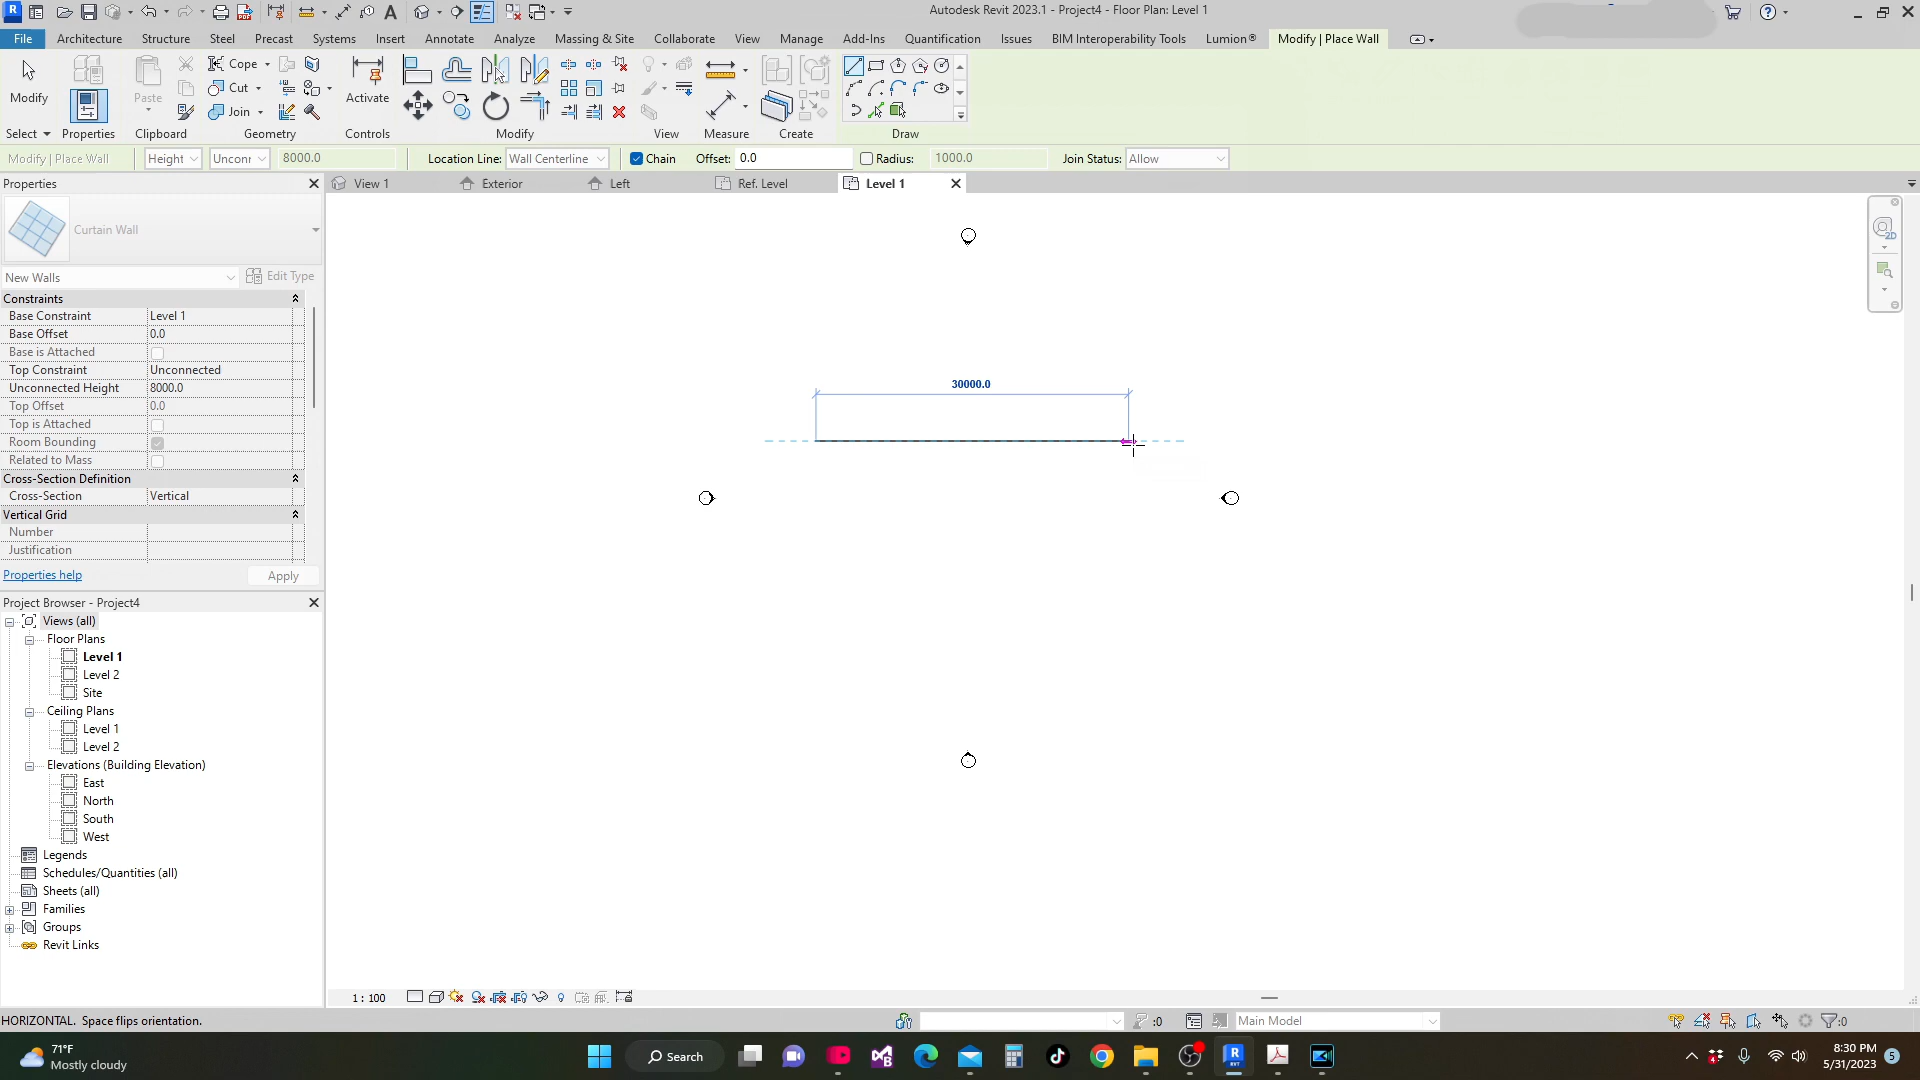 Autodesk Revit 2023.1 - Project4 - Floor Plan: Level 1
File Architecture Structure Steel Precast Systems Insert Annotate Analyze Massing & Site Collaborate View Manage Add-Ins Quantification Issues BIM Interoperability Tools Lumion® Modify | Place Wall
Modify Paste Cope Cut Join Activate
Select Properties Clipboard Geometry Controls Modify View Measure Create Draw
Modify | Place Wall Height Unconr 8000.0 Location Line: Wall Centerline Chain Offset: 0.0 Radius: 1000.0 Join Status: Allow
Properties
View 1 Exterior Left Ref. Level Level 1
Curtain Wall
New Walls Edit Type
Constraints
Base Constraint Level 1
Base Offset 0.0
Base is Attached
Top Constraint Unconnected
Unconnected Height 8000.0
Top Offset 0.0
Top is Attached
Room Bounding
Related to Mass
Cross-Section Definition
Cross-Section Vertical
Vertical Grid
Number
Justification
Properties help Apply
30000.0
2D
Project Browser - Project4
Views (all)
Floor Plans
Level 1
Level 2
Site
Ceiling Plans
Level 1
Level 2
Elevations (Building Elevation)
East
North
South
West
Legends
Schedules/Quantities (all)
Sheets (all)
Families
Groups
Revit Links
1 : 100
HORIZONTAL. Space flips orientation. :0 Main Model :0
71°F
Mostly cloudy
Search
8:30 PM
5/31/2023
5